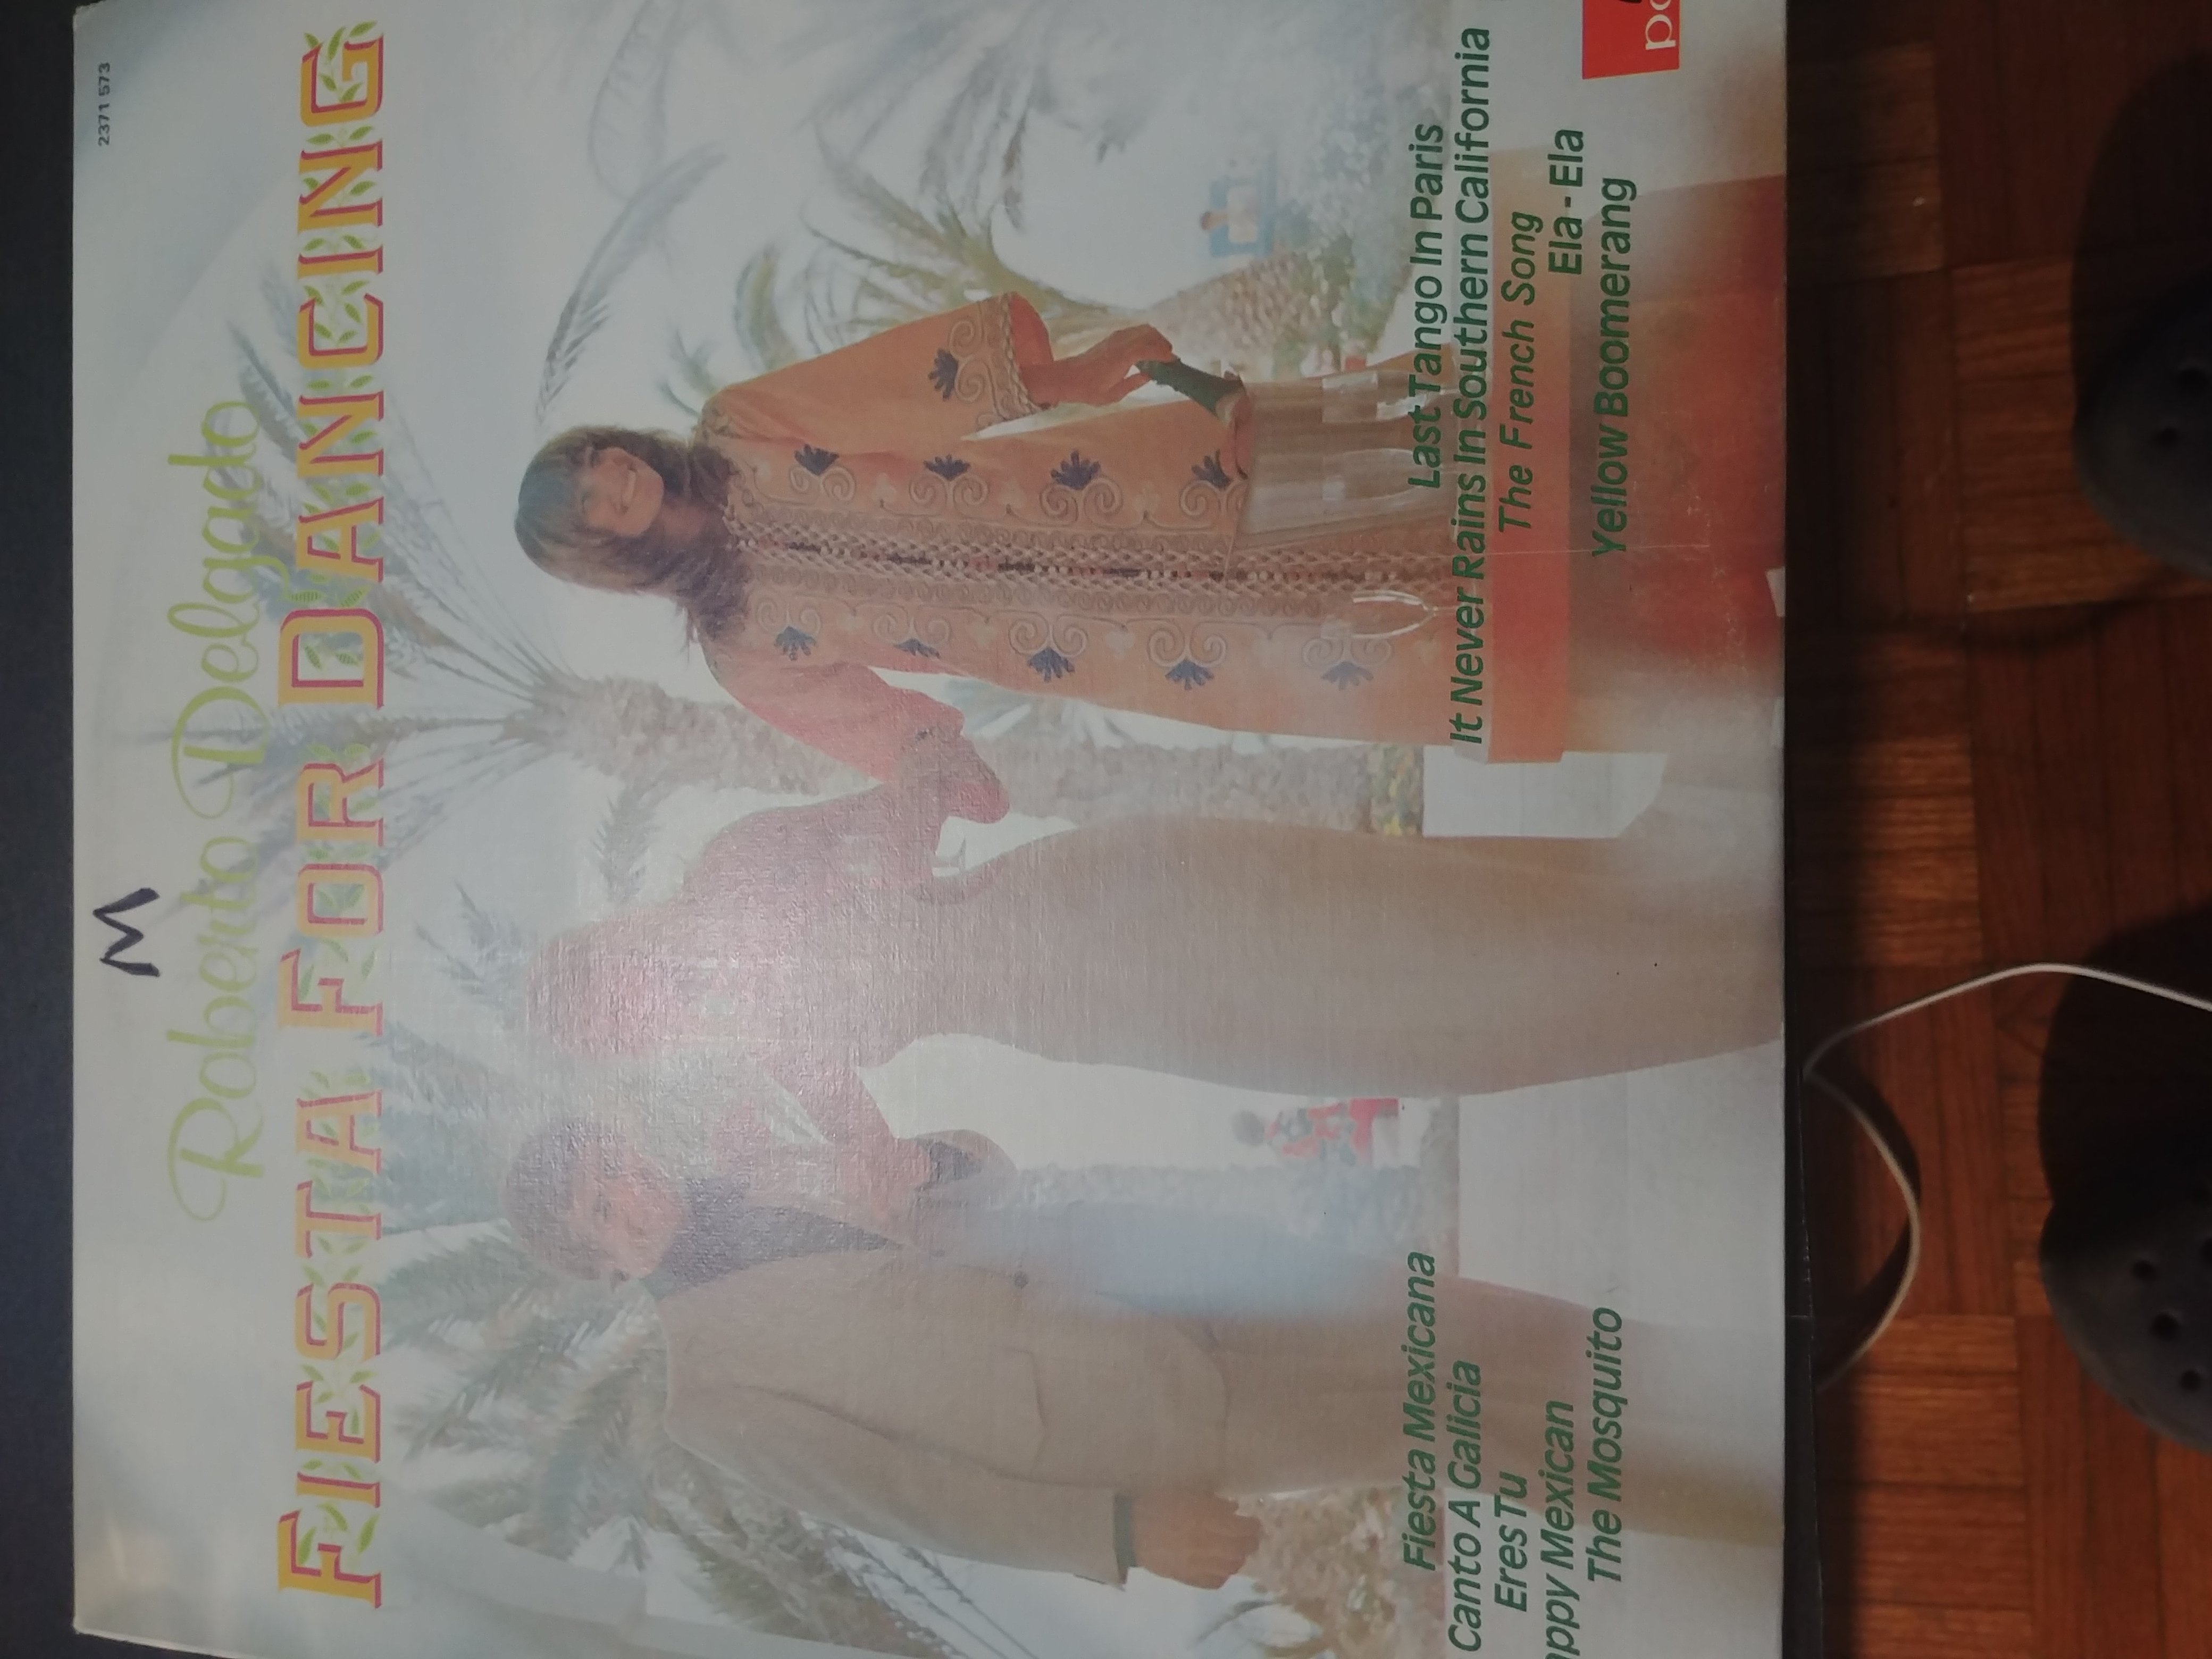 2371 573
M
Roberto Delgado
FIESTA FOR DANCING
Fiesta Mexicana
Canto A Galicia
Eres Tu
Mexican
The Mosquito
Last Tango In Paris
It Never Rains In Southern California
The French Song
Ela - Ela
Yellow Boomerang